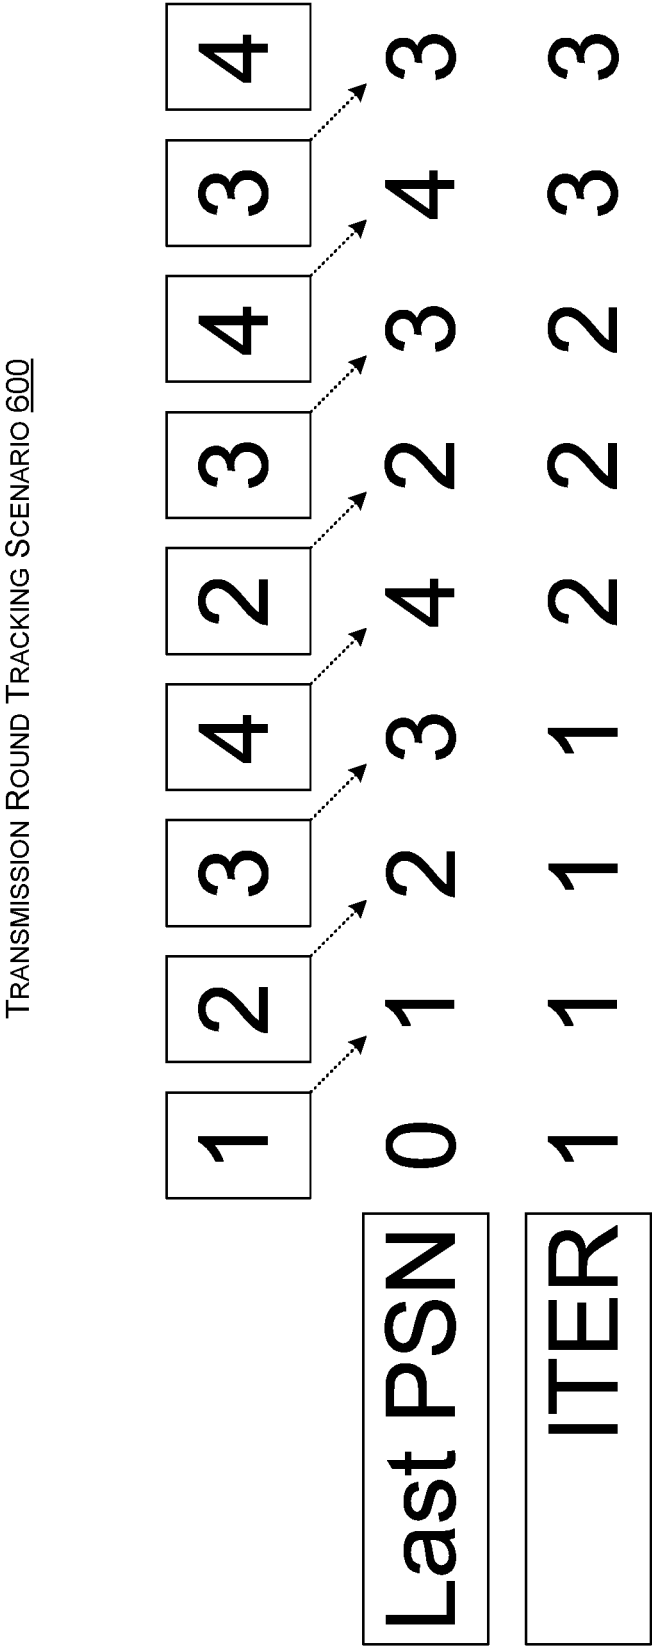 TRANSMISSION ROUND TRACKING SCENARIO 600
1 2 3 4 2 3 4 3 4
Last PSN 0 1 2 3 4 2 3 4 3
ITER 1 1 1 1 2 2 2 3 3